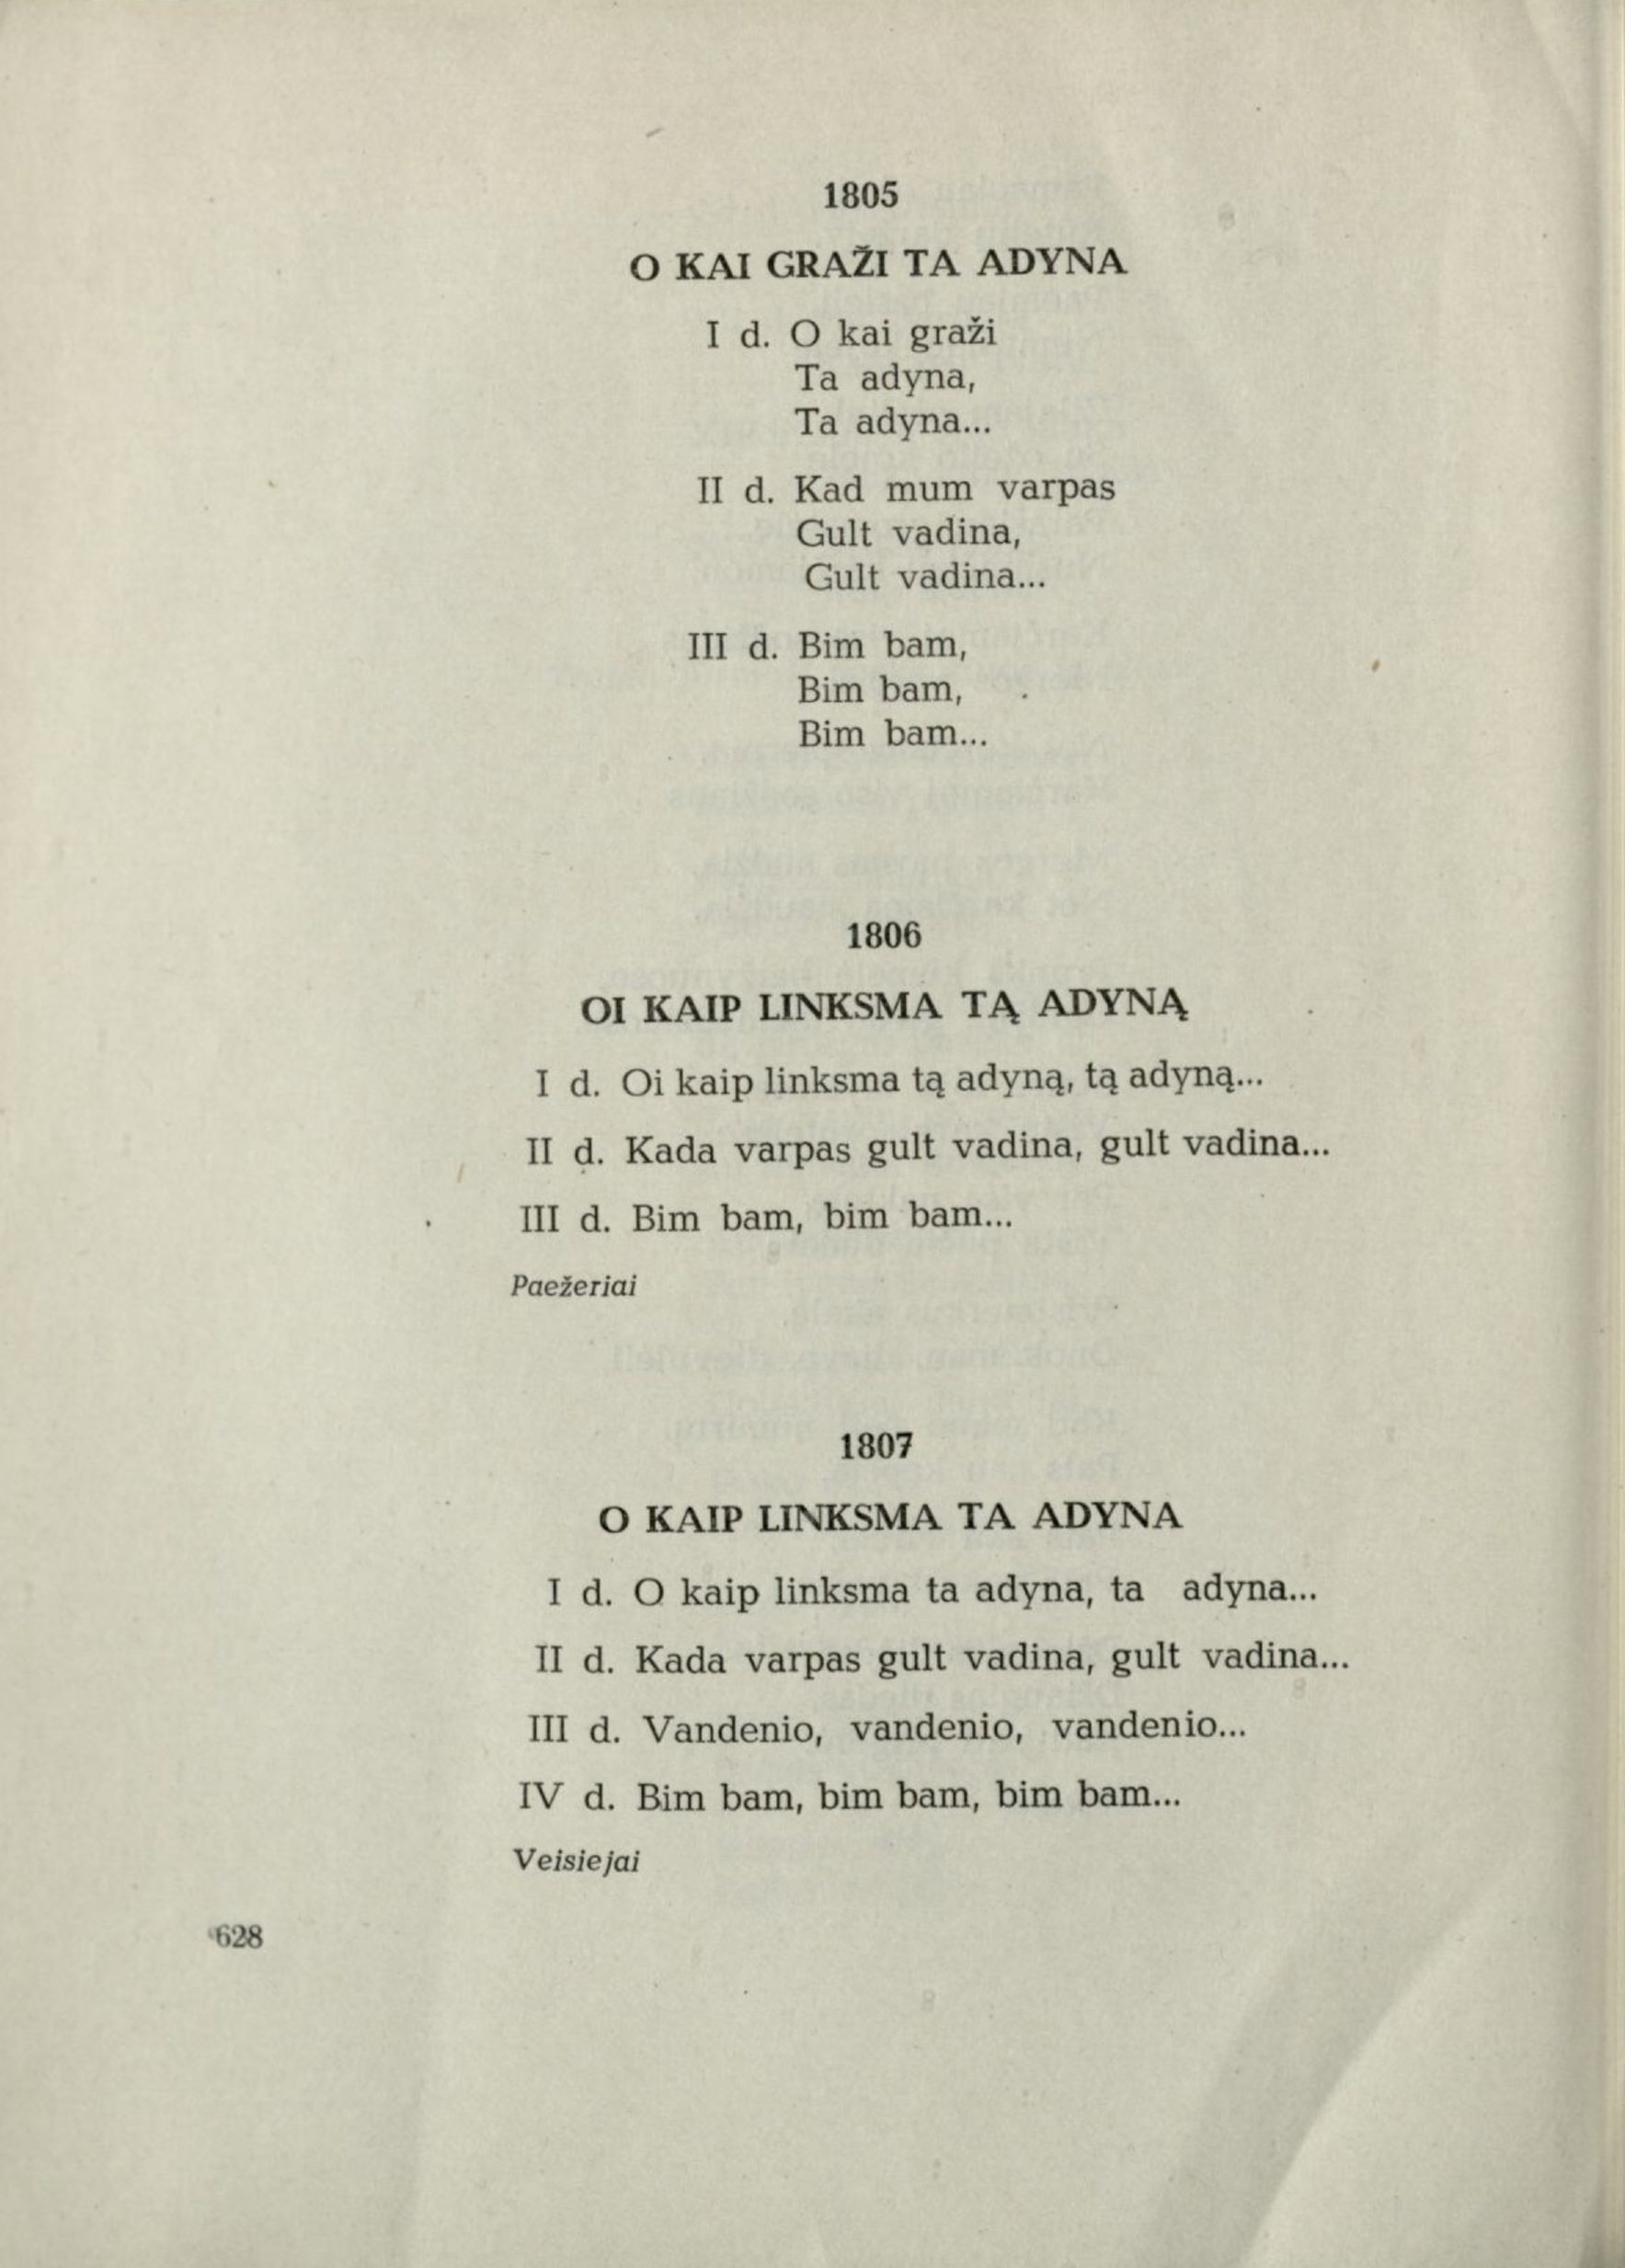 1805
O KAI GRAŽI TA ADYNA
I d. O kai graži
Ta adyna,
Ta adyna...
II d. Kad mum varpas
Gult vadina,
Gult vadina...
III d. Bim bam,
Bim bam,
Bim bam...
1806
OI KAIP LINKSMA TĄ ADYNĄ
I d. Oi kaip linksma tą adyną, tą adyną...
II d. Kada varpas gult vadina, gult vadina...
III d. Bim bam, bim bam...
Paežeriai
1807
O KAIP LINKSMA TA ADYNA
I d. O kaip linksma ta adyna, ta adyna...
II d. Kada varpas gult vadina, gult vadina...
III d. Vandenio, vandenio, vandenio...
IV d. Bim bam, bim bam, bim bam...
Veisiejai
628